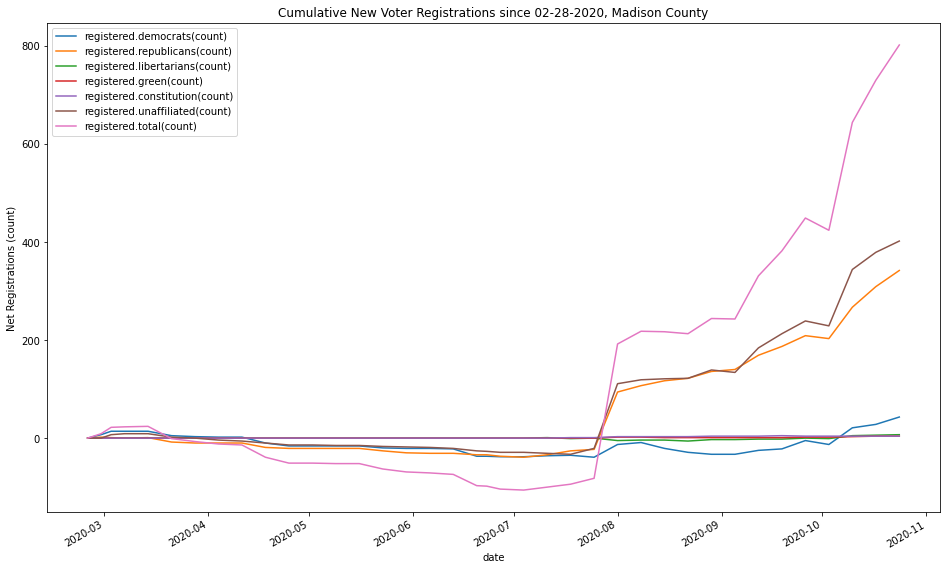 Cumulative New Voter Registrations since 02-28-2020, Madison County
registered.democrats(count)
registered.republicans(count)
registered.libertarians(count)
registered.green(count)
registered.constitution(count)
registered.unaffiliated(count)
registered.total(count)
Net Registrations (count)
800
600
400
200
0
2020-03
2020-04
2020-05
2020-06
2020-07
2020-08
2020-09
2020-10
2020-11
date